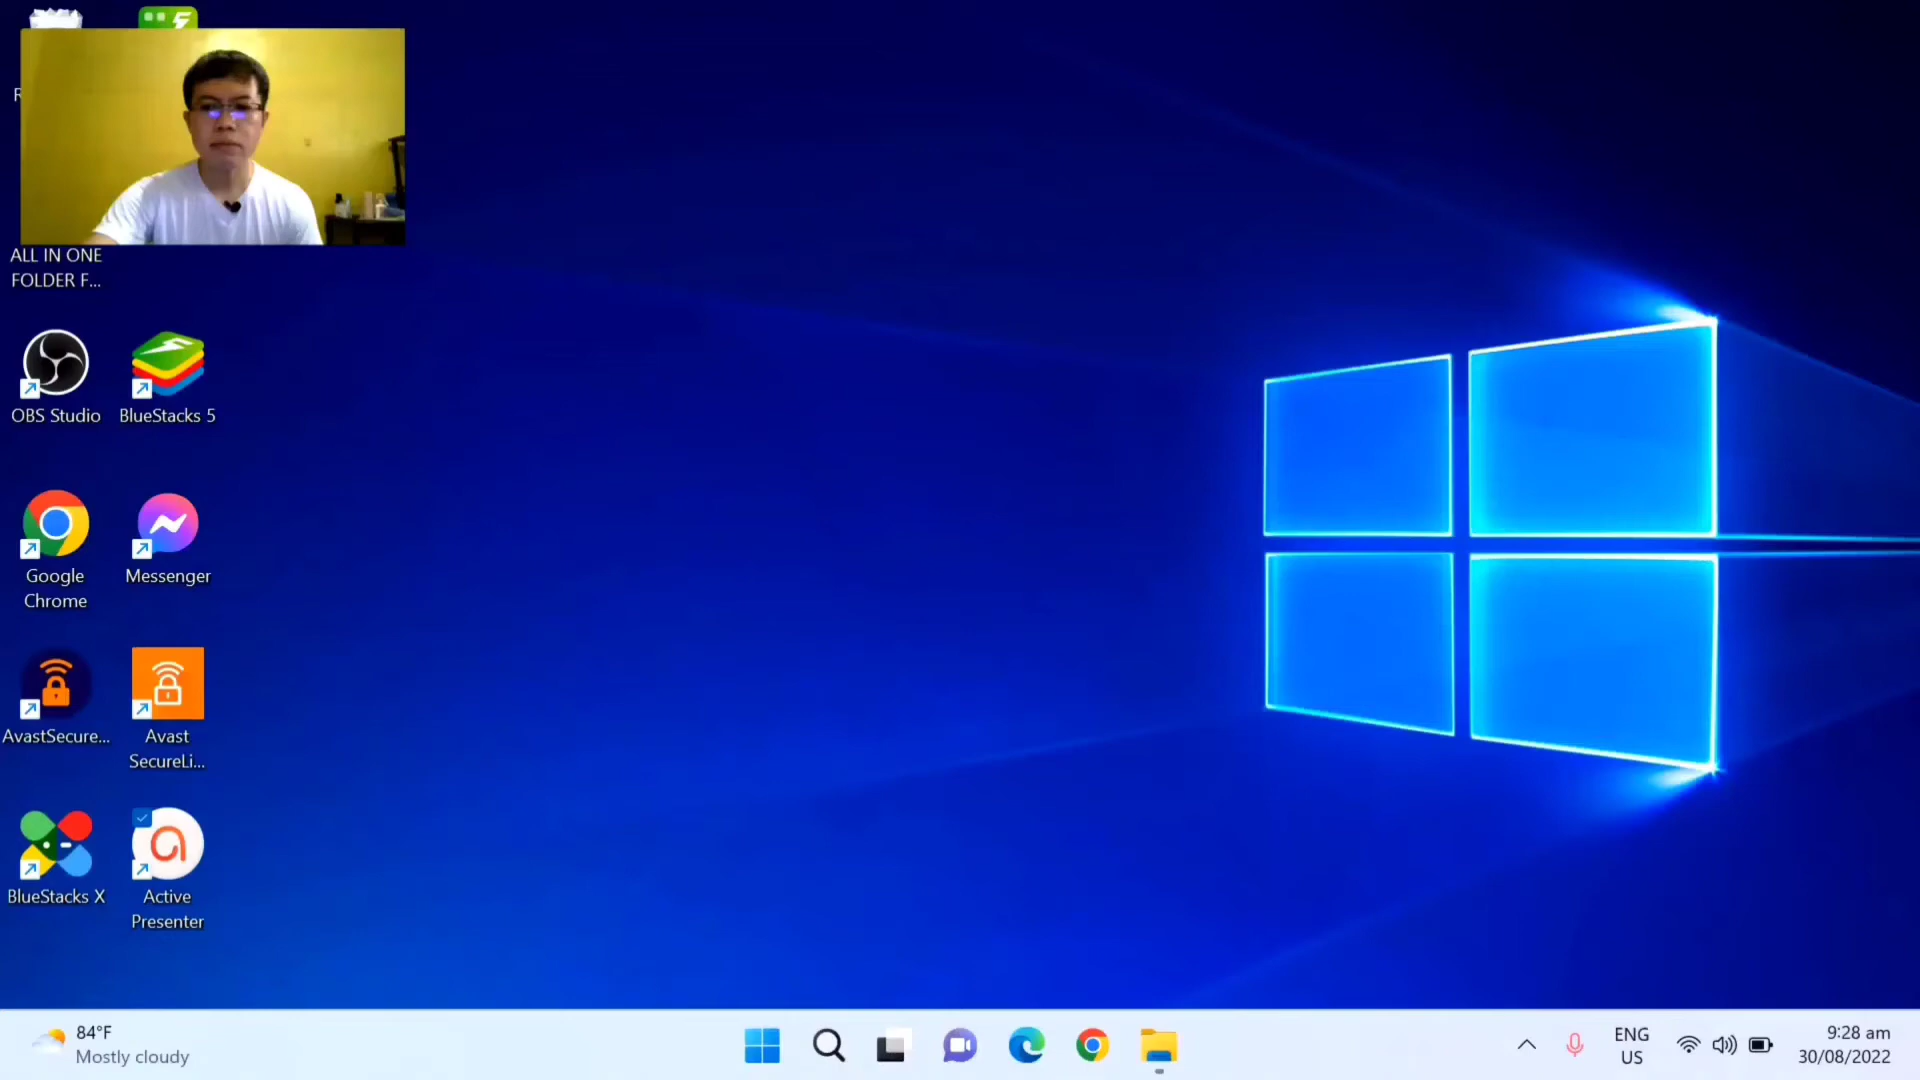 R
ALL IN ONE
FOLDER F...
OBS Studio
BlueStacks 5
Google
Chrome
Messenger
AvastSecure...
Avast
SecureLi...
BlueStacks X
Active
Presenter
84°F
Mostly cloudy
ENG
US
9:28 am
30/08/2022